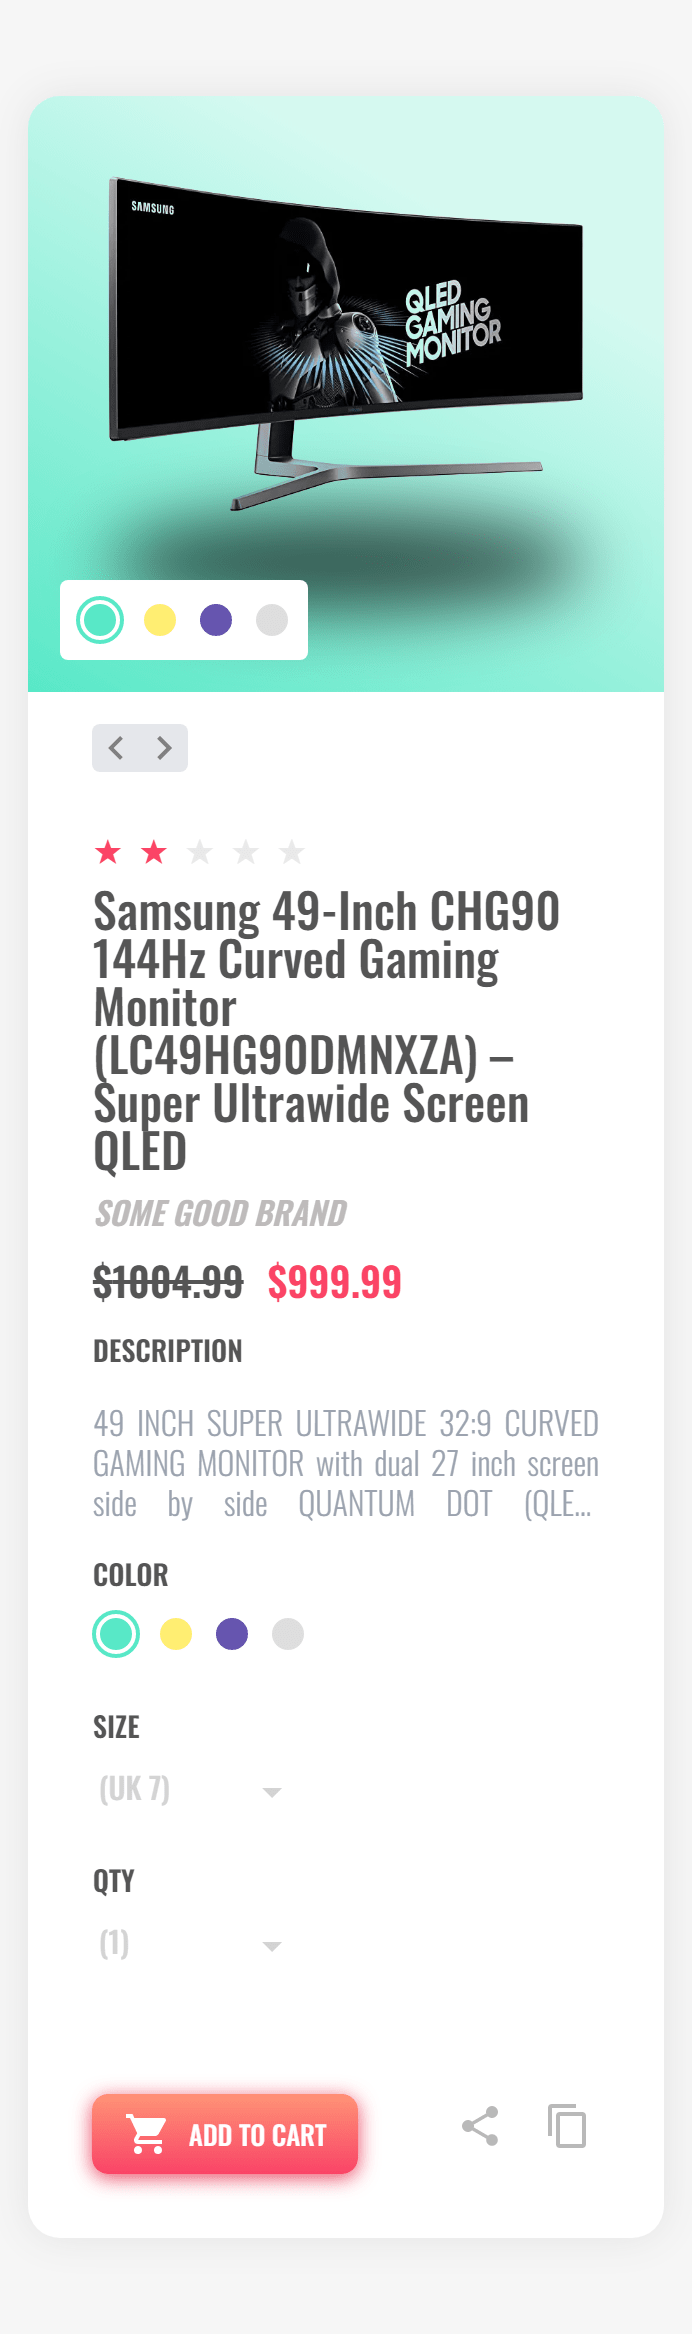 SAMSUNG
QLED
GAMING
MONITOR
Samsung 49-Inch CHG90
144Hz Curved Gaming
Monitor
(LC49HG90DMNXZA) –
Super Ultrawide Screen
QLED
SOME GOOD BRAND
$1004.99 $999.99
DESCRIPTION
49 INCH SUPER ULTRAWIDE 32:9 CURVED
GAMING MONITOR with dual 27 inch screen
side by side QUANTUM DOT (QLE...
COLOR
SIZE
(UK 7)
QTY
(1)
ADD TO CART